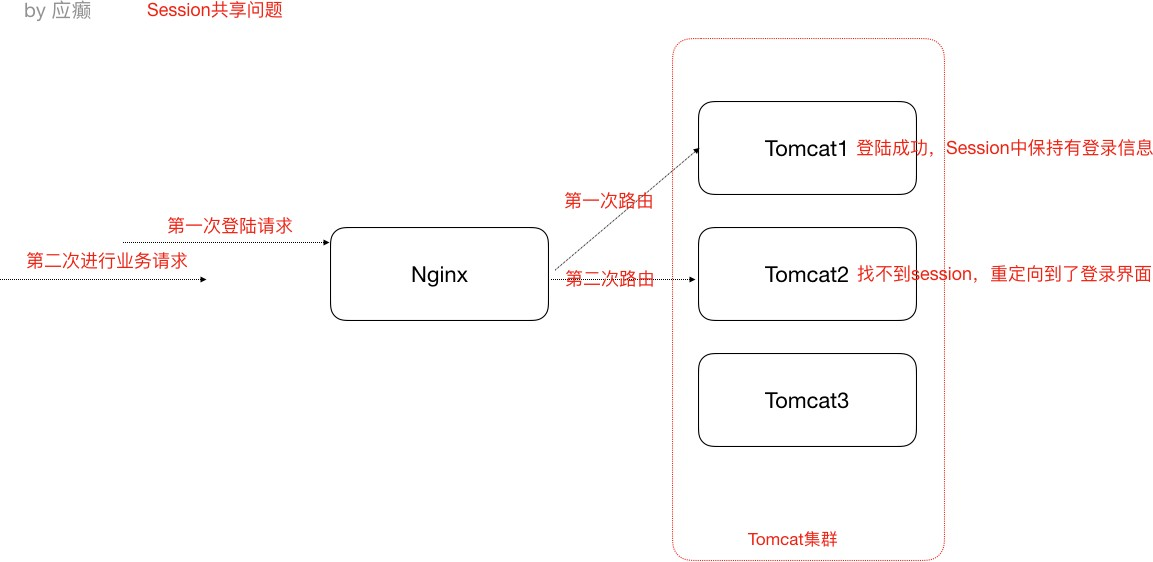 by 应癫 Session共享问题
Tomcat1 登陆成功，Session中保持有登录信息
第一次路由
第一次登陆请求
第二次进行业务请求
Nginx
第二次路由
Tomcat2 找不到session，重定向到了登录界面
Tomcat3
Tomcat集群